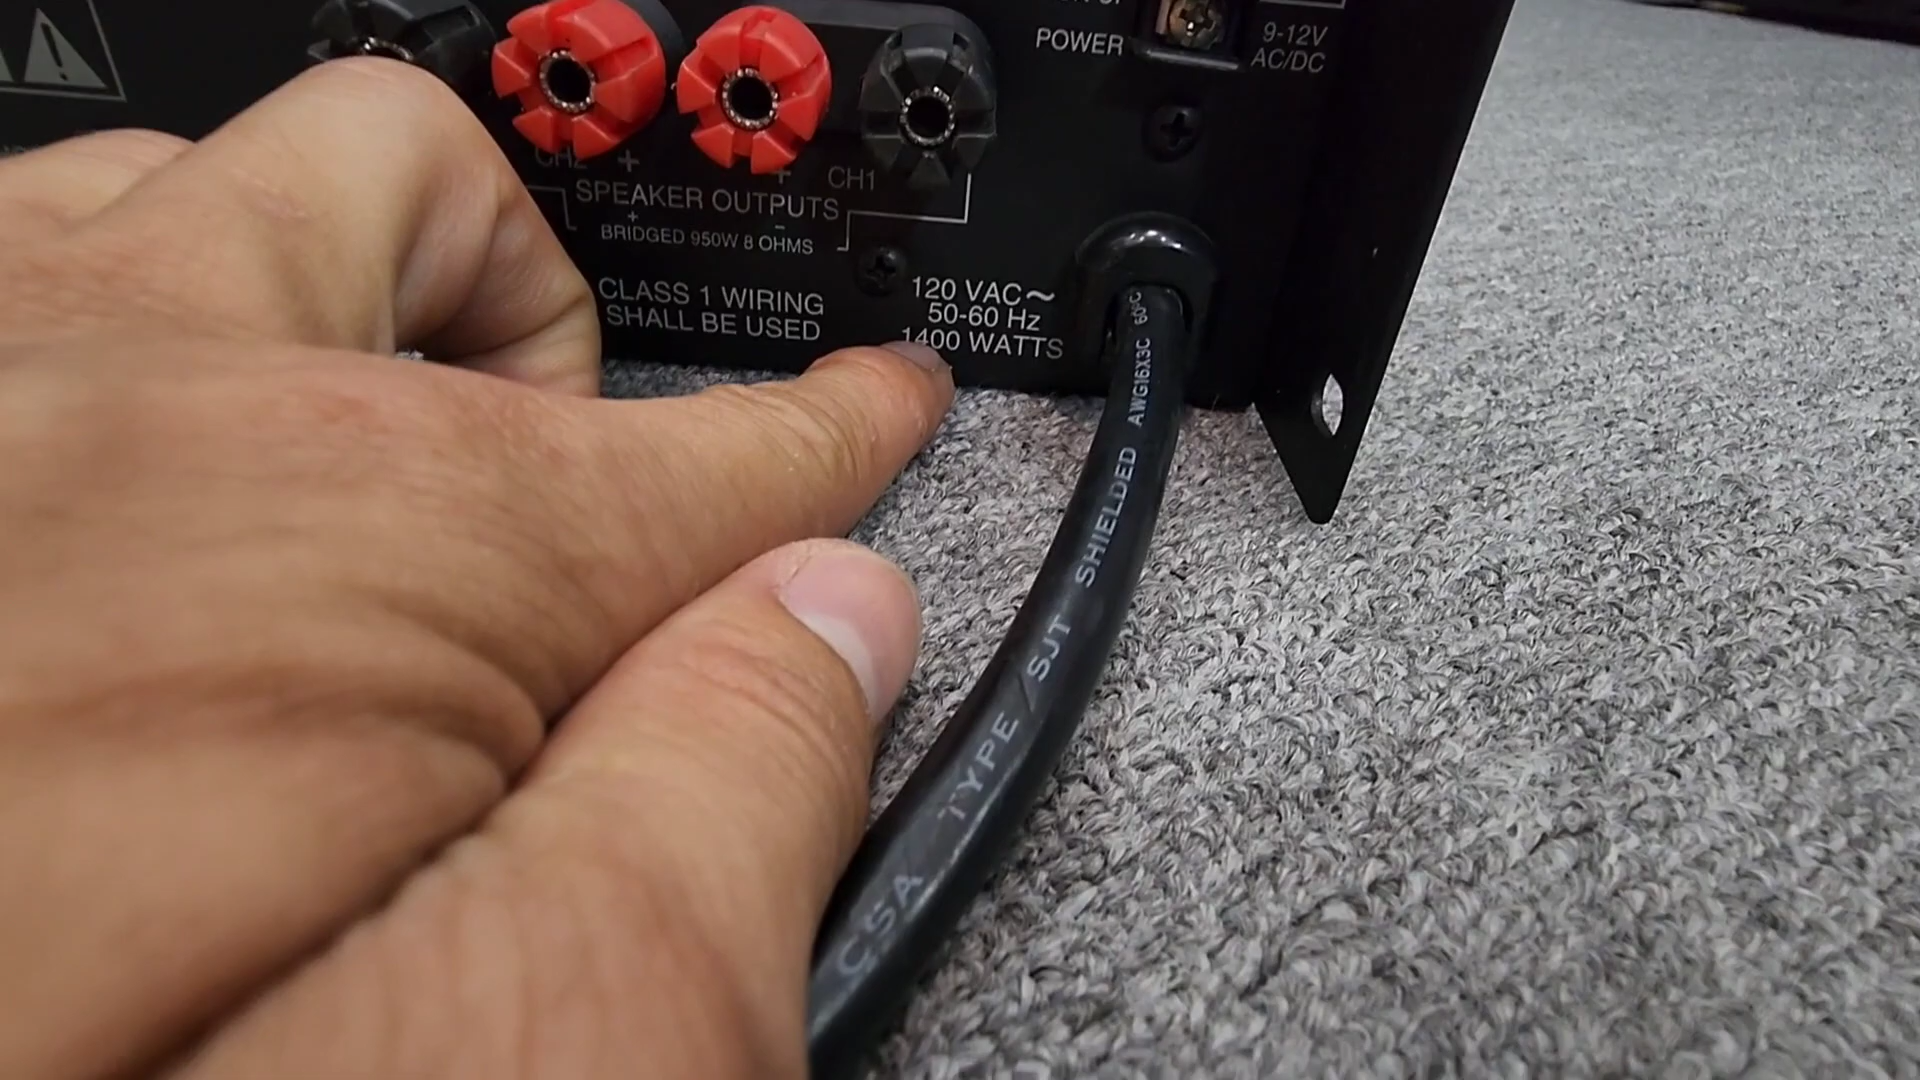 POWER
9-12V
AC/DC
CH2 +
+ CH1
SPEAKER OUTPUTS
+ −
BRIDGED 950W 8 OHMS
CLASS 1 WIRING
SHALL BE USED
120 VAC~
50-60 Hz
1400 WATTS
CSA TYPE SJT SHIELDED AWG16X3C 60°C